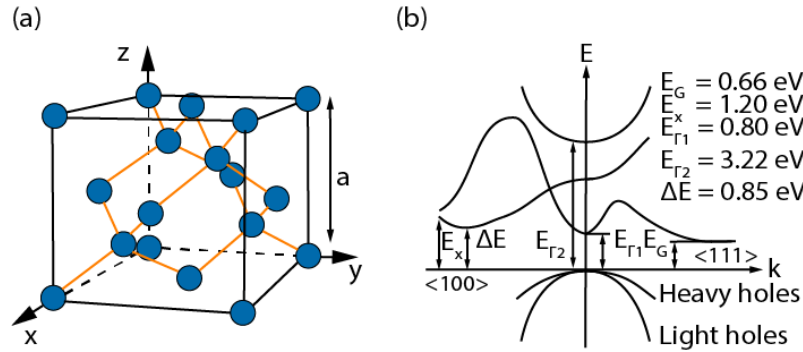 (a)
z
a
y
x
(b)
E
E_G = 0.66 eV
E_x = 1.20 eV
E_Γ1 = 0.80 eV
E_Γ2 = 3.22 eV
ΔE = 0.85 eV
E_x
ΔE
E_Γ2
E_Γ1
E_G
<111>
k
<100>
Heavy holes
Light holes